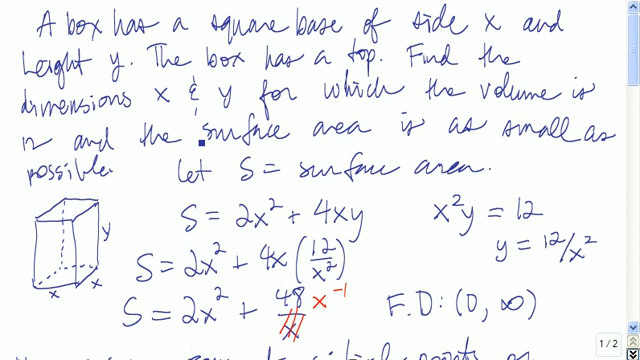 A box has a square base of side x and
height y. The box has a top. Find the
dimensions x & y for which the volume is
12 and the surface area is as small as
possible. Let S = surface area.
S = 2x² + 4xy x²y = 12
y = 12/x²
S = 2x² + 4x (12/x²)
S = 2x² + 48/x x⁻¹ F.D: (0, ∞)
y
x x
1/2